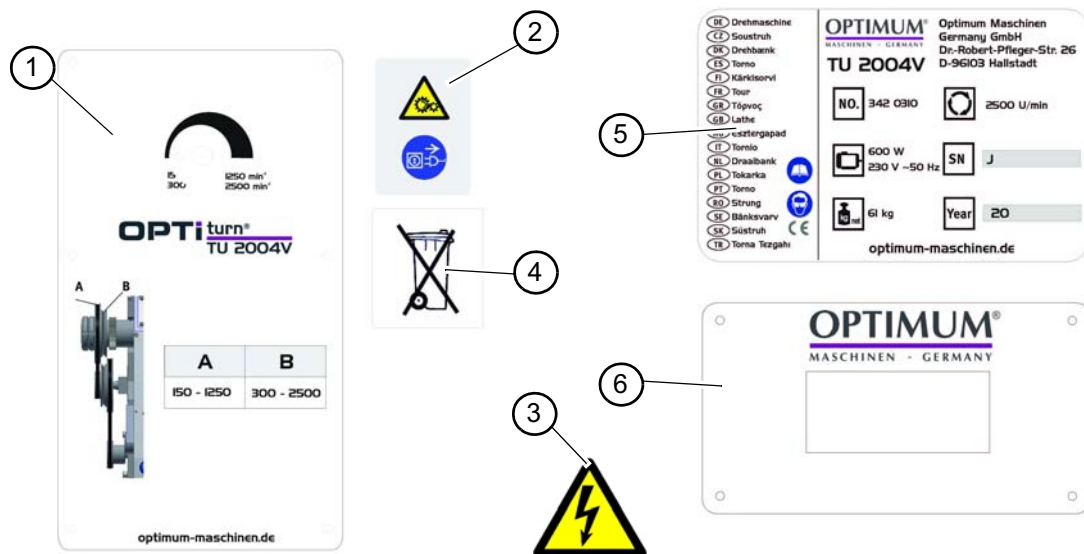 1
15 1250 min⁻
300 2500 min⁻
OPTi turn®
TU 2004V
A B
A B
150 - 1250 300 - 2500
optimum-maschinen.de
2
4
3
5
DE Drehmaschine
CZ Soustruh
DK Drehbænk
ES Torno
FI Kärkisorvi
FR Tour
GR Τόρνος
GB Lathe
esztergapad
IT Tornio
NL Draaibank
PL Tokarka
PT Torno
RO Strung
SE Bänksvarv
SK Sústruh
TR Torna Tezgahı
CE
OPTIMUM®
MASCHINEN - GERMANY
TU 2004V
Optimum Maschinen
Germany GmbH
Dr.-Robert-Pfleger-Str. 26
D-96103 Hallstadt
NO. 342 0310
2500 U/min
600 W
230 V ~50 Hz
SN J
kg net 61 kg
Year 20
optimum-maschinen.de
6
OPTIMUM®
MASCHINEN - GERMANY